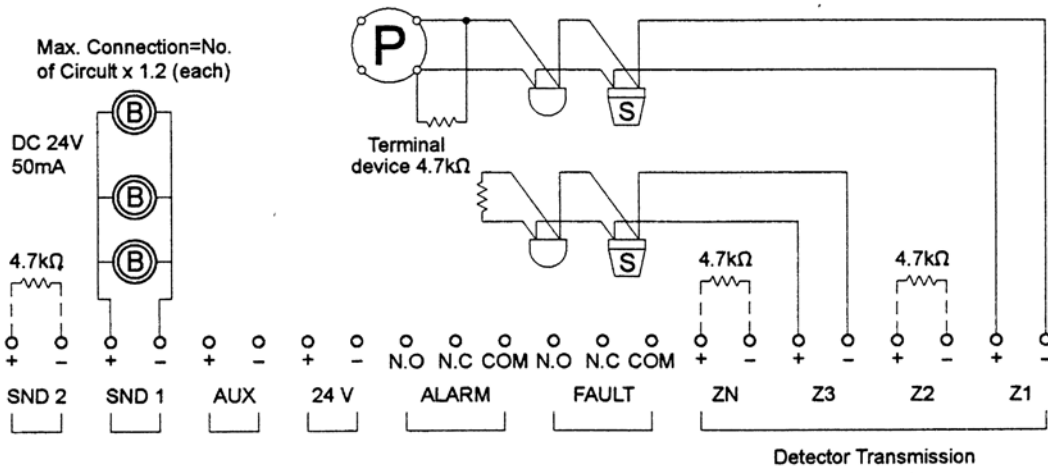 Max. Connection=No.
of Circult x 1.2 (each)
P
B
DC 24V
50mA
B
B
S
Terminal
device 4.7kΩ
S
4.7kΩ
4.7kΩ
4.7kΩ
+ − + − + − + − N.O N.C COM N.O N.C COM + − + − + − + −
SND 2 SND 1 AUX 24 V ALARM FAULT ZN Z3 Z2 Z1
Detector Transmission